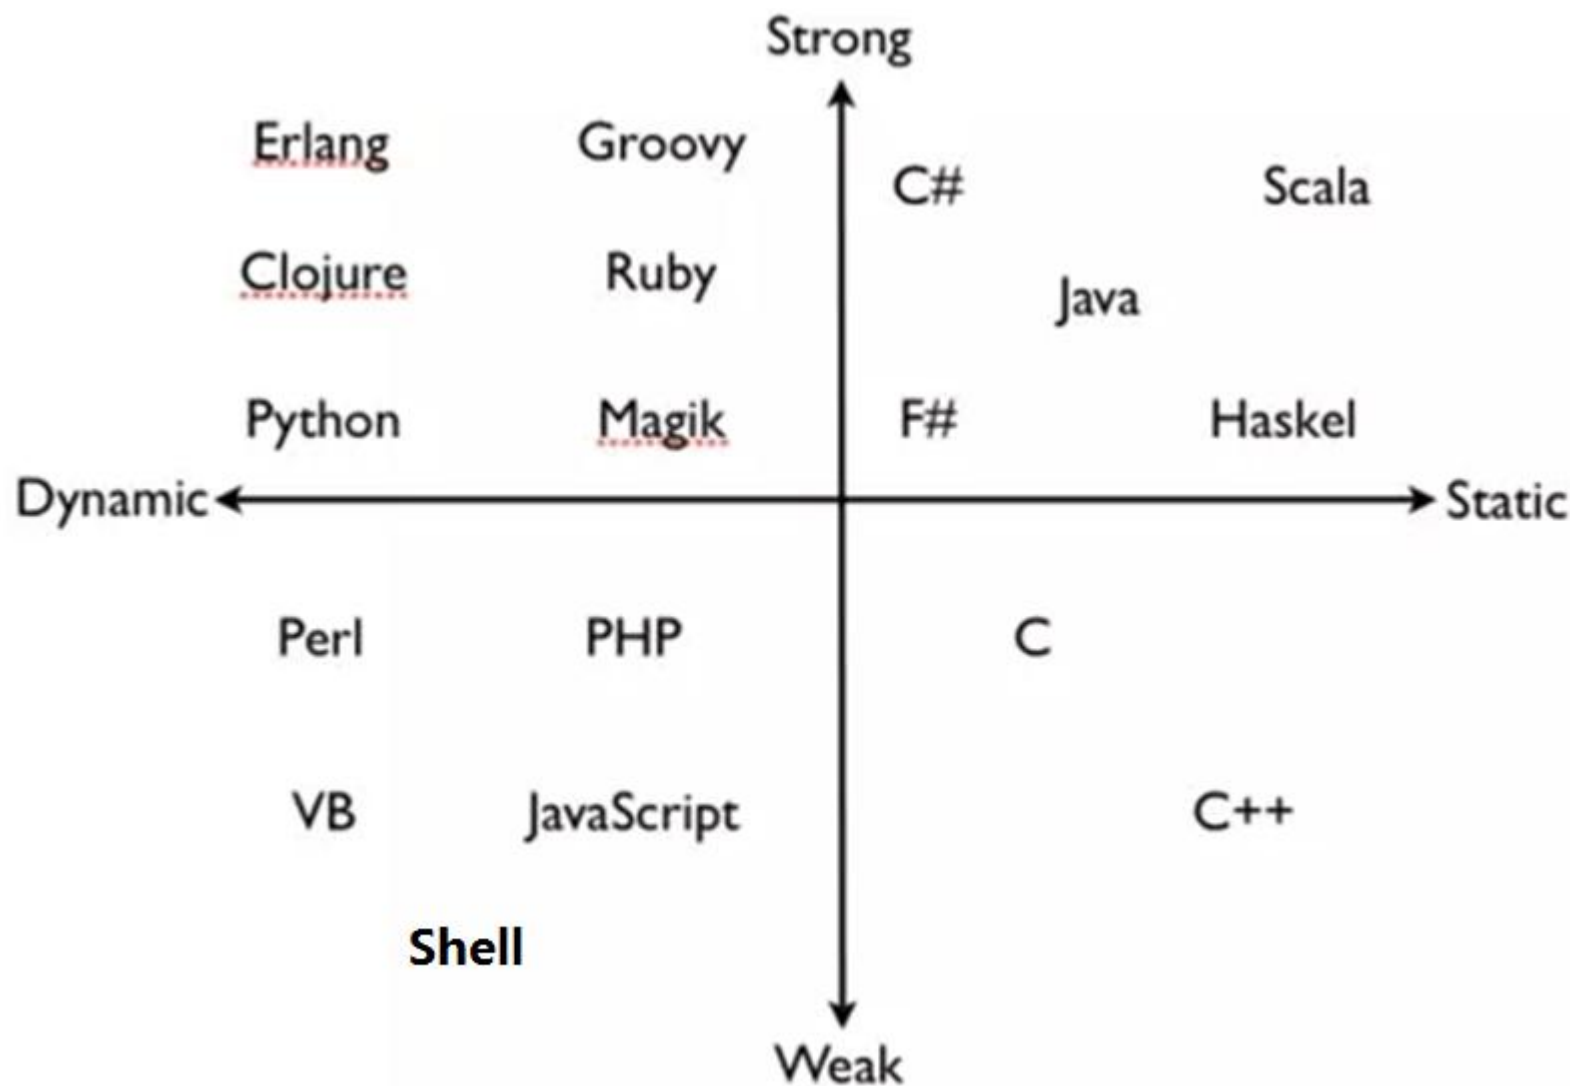 Strong
Erlang Groovy
C# Scala
Clojure Ruby
Java
Python Magik F# Haskel
Dynamic Static
Perl PHP C
VB JavaScript C++
Shell
Weak